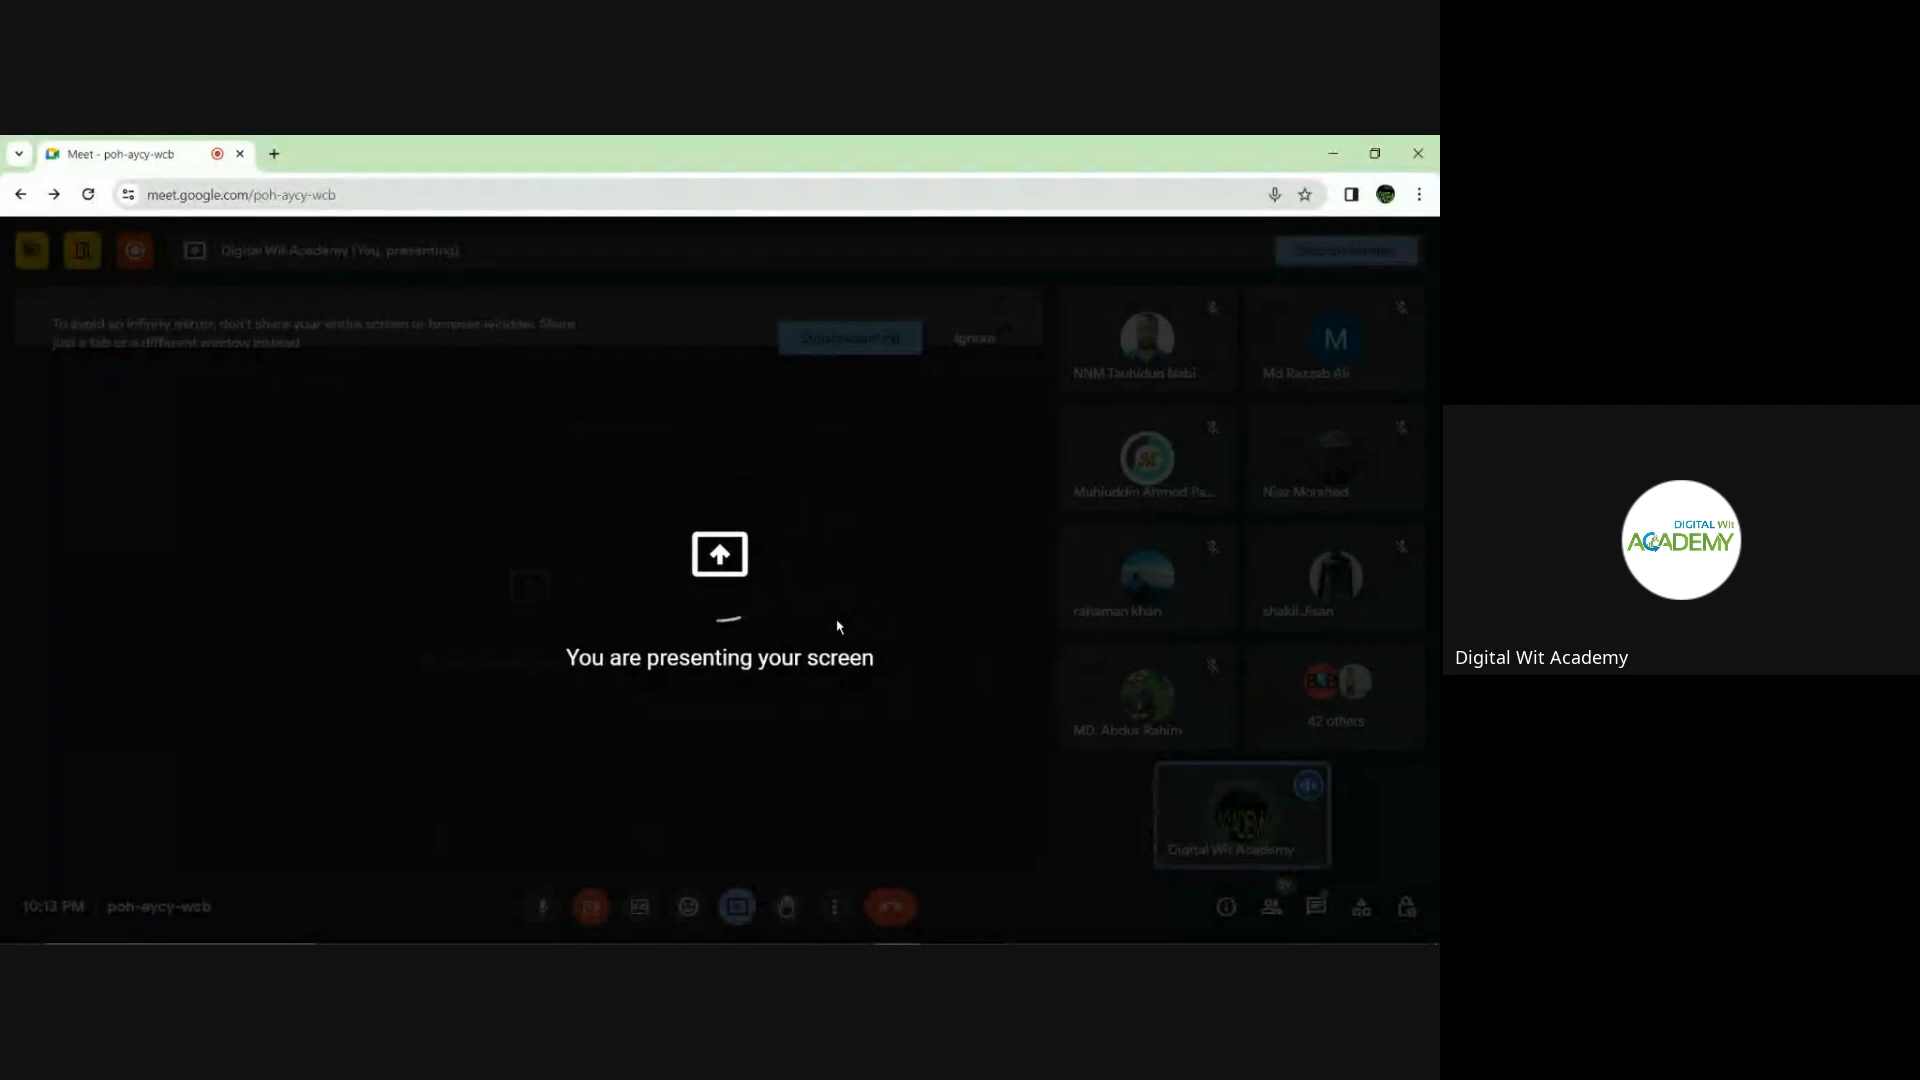 Meet - poh-aycy-wcb
meet.google.com/poh-aycy-wcb
Digital Wit Academy (You, presenting)
To avoid an infinity mirror, don't share your entire screen or browser window. Share
just a tab or a different window instead.
Stop presenting
Ignore
NNM Tauhidun Nabi
Md Razzab Ali
M
Muhiuddin Ahmed Pa...
Niaz Morshed
rahaman khan
shakil Jisan
MD. Abdur Rahim
42 others
You are presenting your screen
Digital Wit Academy
10:13 PM
poh-aycy-wcb
DIGITAL Wit
ACADEMY
Digital Wit Academy